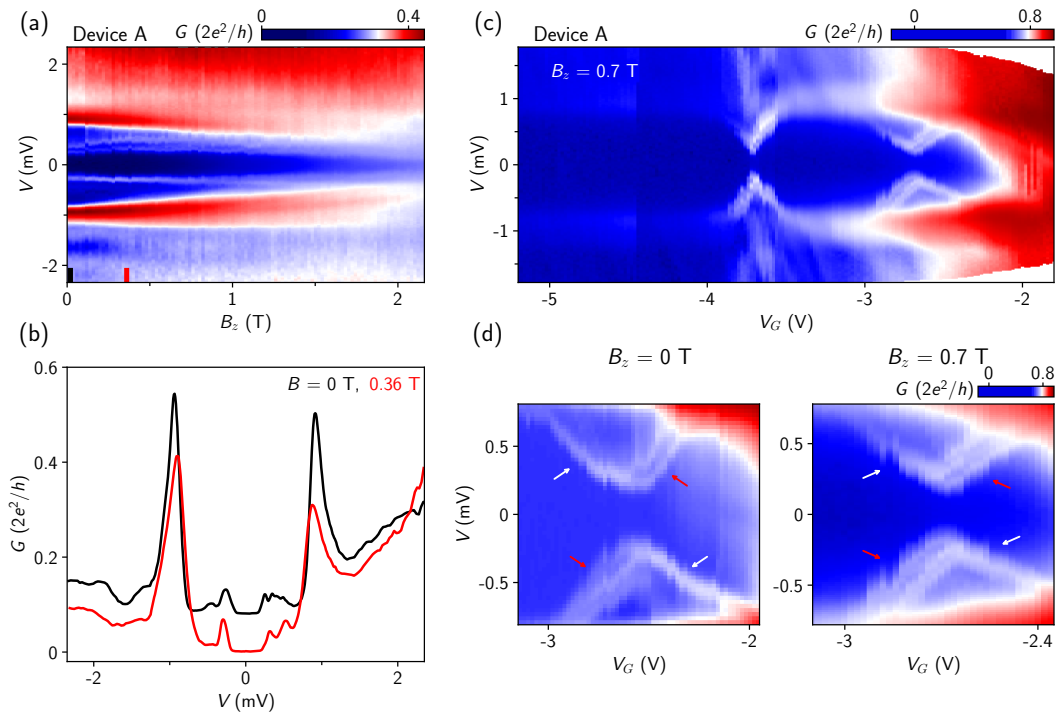 (a)
Device A
G (2e²/h)
0
0.4
V (mV)
2
0
-2
0
1
2
B_z (T)
(b)
B = 0 T, 0.36 T
G (2e²/h)
0.6
0.4
0.2
0
-2
0
2
V (mV)
(c)
Device A
G (2e²/h)
0
0.8
B_z = 0.7 T
V (mV)
1
0
-1
-5
-4
-3
-2
V_G (V)
(d)
B_z = 0 T
V (mV)
0.5
0
-0.5
-3
-2
V_G (V)
B_z = 0.7 T
G (2e²/h)
0
0.8
0.5
0
-0.5
-3
-2.4
V_G (V)